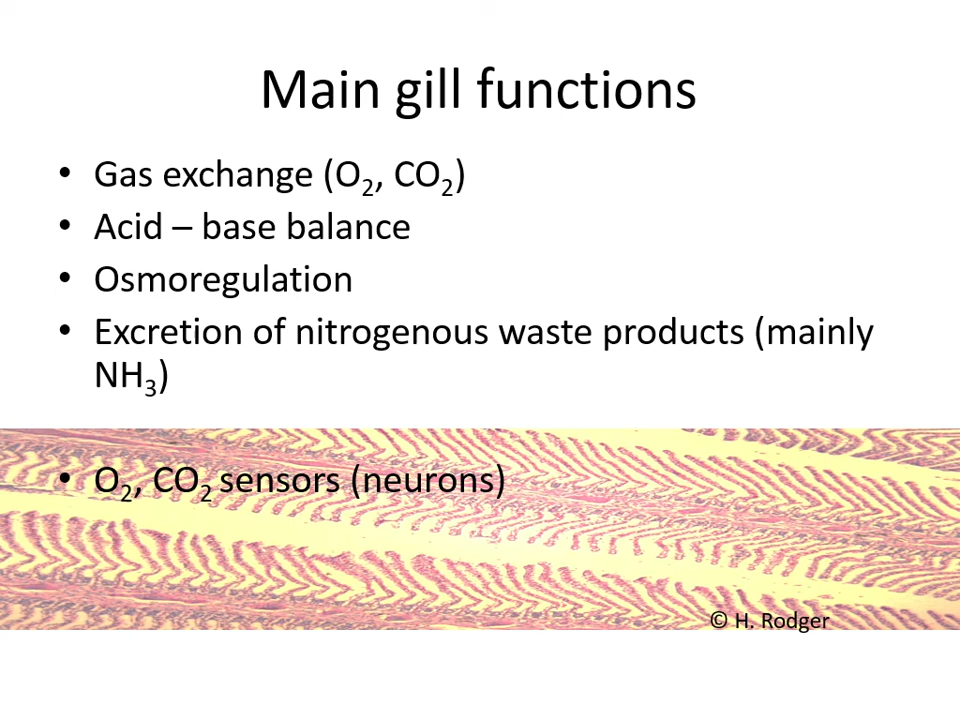 Main gill functions
• Gas exchange (O₂, CO₂)
• Acid – base balance
• Osmoregulation
• Excretion of nitrogenous waste products (mainly
NH₃)
• O₂, CO₂ sensors (neurons)
© H. Rodger